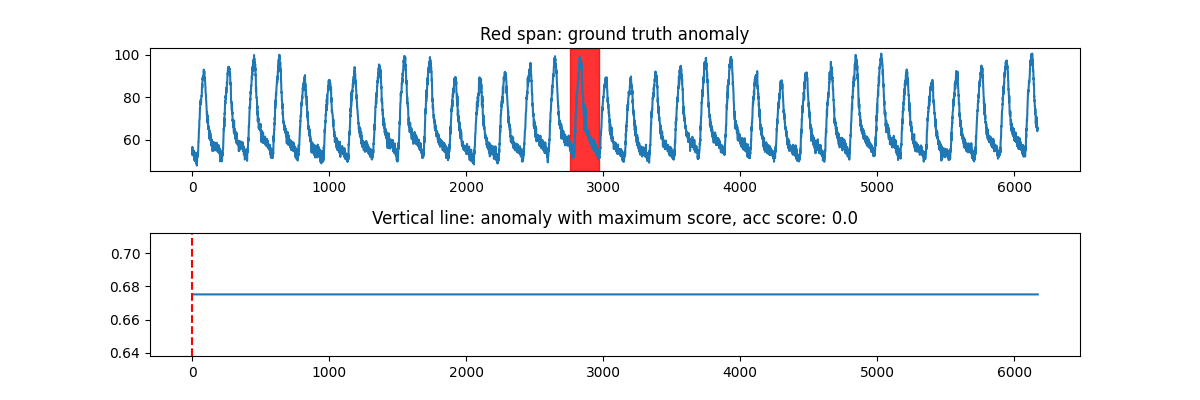 Red span: ground truth anomaly
100
80
60
0 1000 2000 3000 4000 5000 6000
Vertical line: anomaly with maximum score, acc score: 0.0
0.70
0.68
0.66
0.64
0 1000 2000 3000 4000 5000 6000